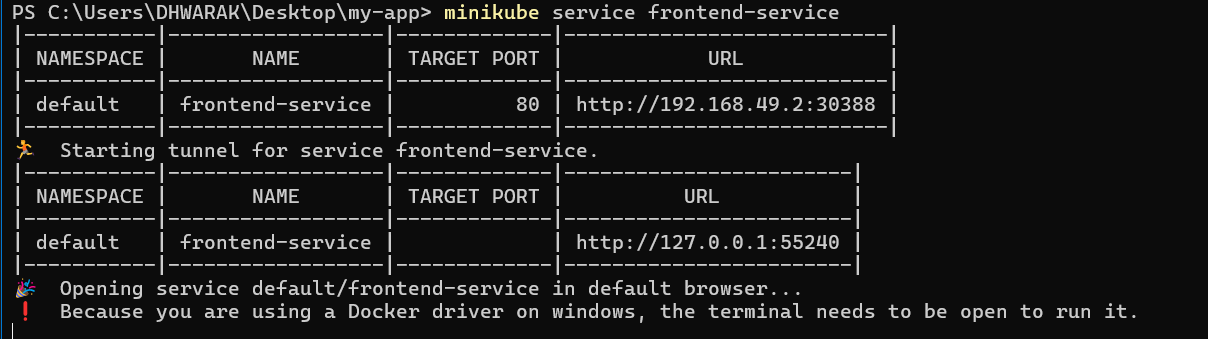 PS C:\Users\DHWARAK\Desktop\my-app> minikube service frontend-service
|-----------|------------------|-------------|---------------------------|
| NAMESPACE |       NAME       | TARGET PORT |            URL            |
|-----------|------------------|-------------|---------------------------|
| default   | frontend-service |          80 | http://192.168.49.2:30388 |
|-----------|------------------|-------------|---------------------------|
🏃  Starting tunnel for service frontend-service.
|-----------|------------------|-------------|------------------------|
| NAMESPACE |       NAME       | TARGET PORT |          URL           |
|-----------|------------------|-------------|------------------------|
| default   | frontend-service |             | http://127.0.0.1:55240 |
|-----------|------------------|-------------|------------------------|
🎉  Opening service default/frontend-service in default browser...
❗  Because you are using a Docker driver on windows, the terminal needs to be open to run it.